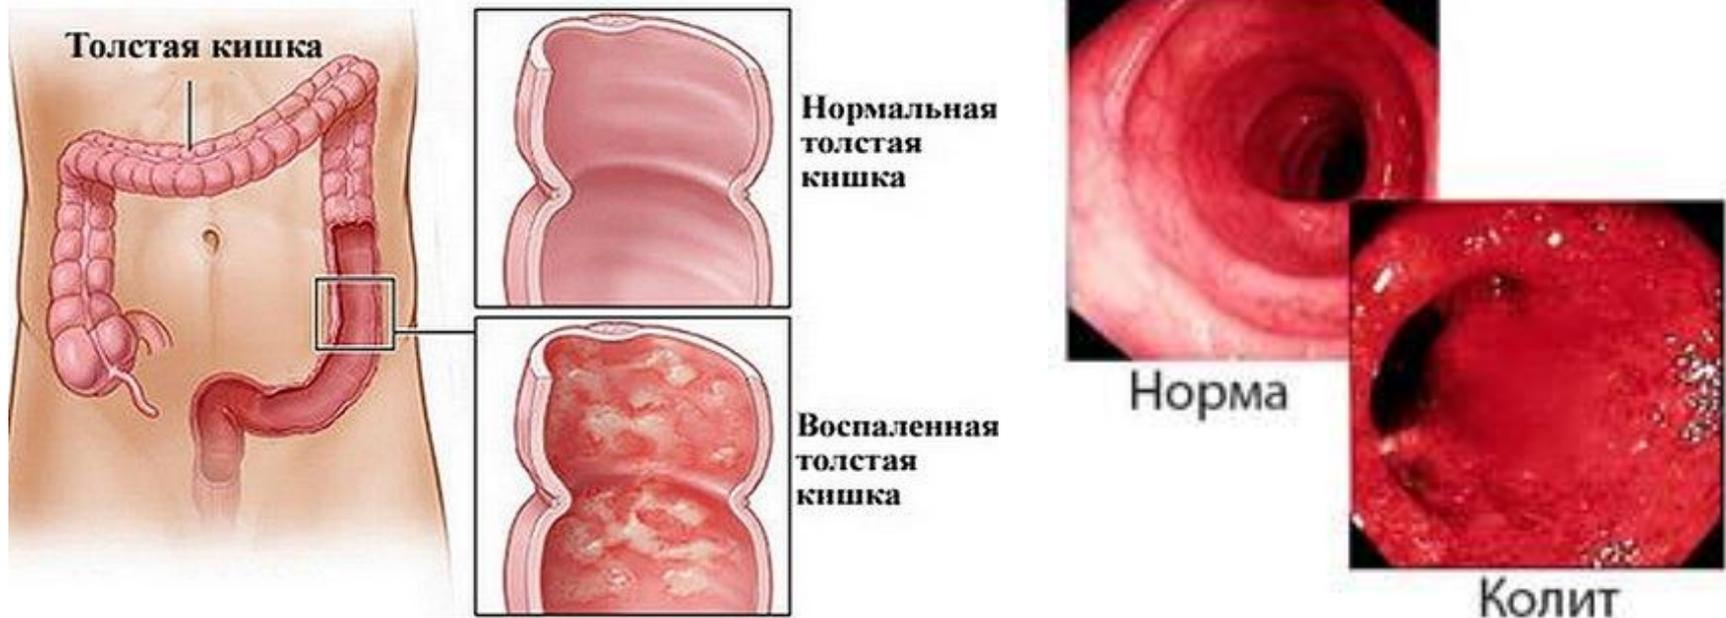 Толстая кишка
Нормальная
толстая
кишка
Воспаленная
толстая
кишка
Норма
Колит